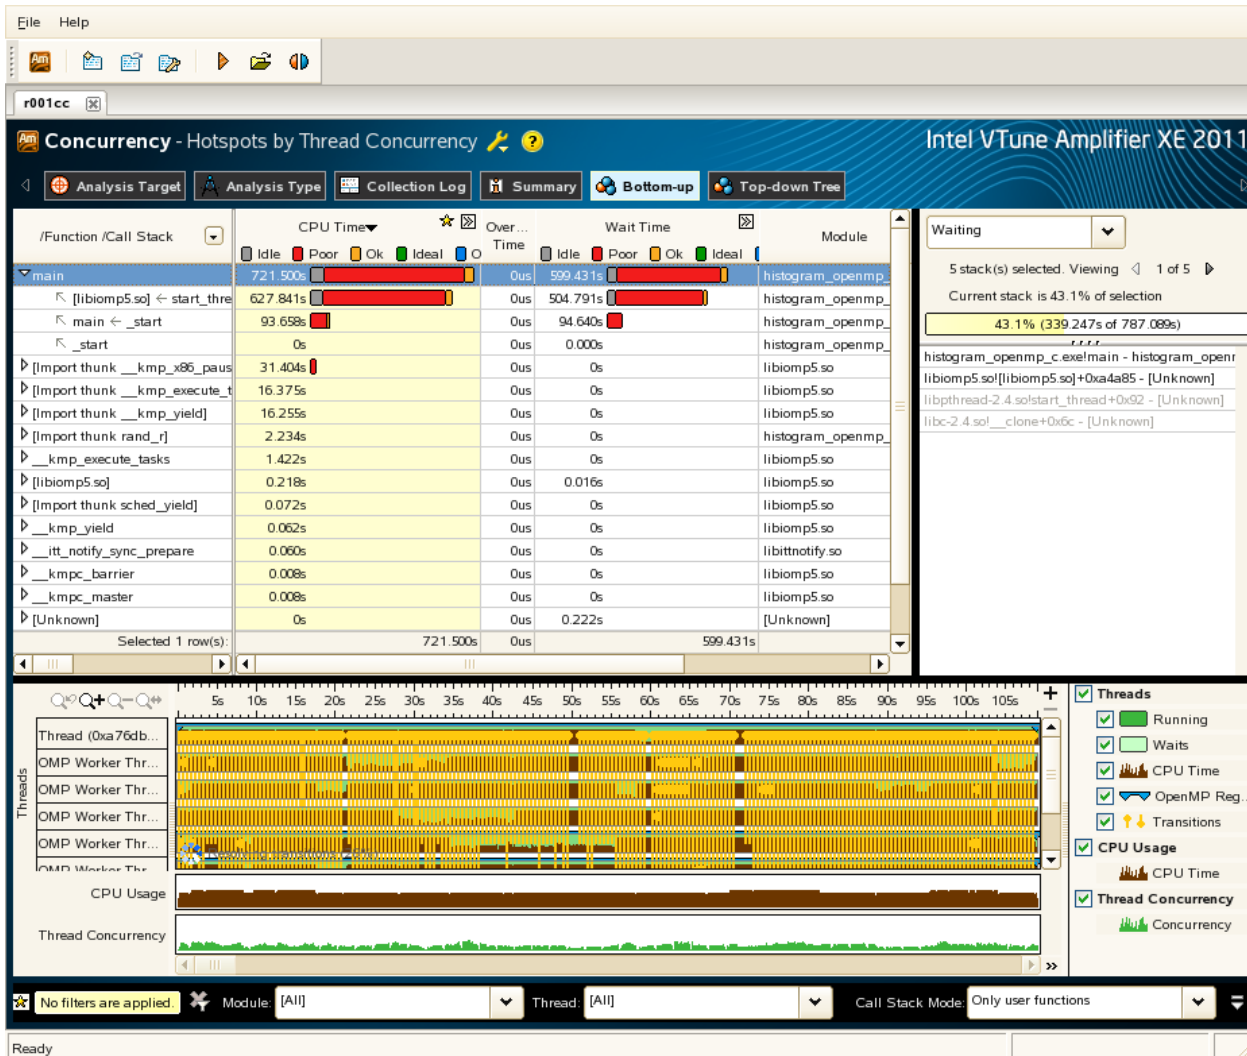 File Help
r001cc
Concurrency - Hotspots by Thread Concurrency
Intel VTune Amplifier XE 2011
Analysis Target Analysis Type Collection Log Summary Bottom-up Top-down Tree
/Function /Call Stack CPU Time Over... Time Wait Time Module
Idle Poor Ok Ideal O Idle Poor Ok Ideal
main 721.500s 0us 599.431s histogram_openmp_
[libiomp5.so] ← start_thre 627.841s 0us 504.791s histogram_openmp_
main ← _start 93.658s 0us 94.640s histogram_openmp_
_start 0s 0us 0.000s histogram_openmp_
[Import thunk __kmp_x86_paus 31.404s 0us 0s libiomp5.so
[Import thunk __kmp_execute_t 16.375s 0us 0s libiomp5.so
[Import thunk __kmp_yield] 16.255s 0us 0s libiomp5.so
[Import thunk rand_r] 2.234s 0us 0s histogram_openmp_
__kmp_execute_tasks 1.422s 0us 0s libiomp5.so
[libiomp5.so] 0.218s 0us 0.016s libiomp5.so
[Import thunk sched_yield] 0.072s 0us 0s libiomp5.so
__kmp_yield 0.062s 0us 0s libiomp5.so
__itt_notify_sync_prepare 0.060s 0us 0s libittnotify.so
__kmpc_barrier 0.008s 0us 0s libiomp5.so
__kmpc_master 0.008s 0us 0s libiomp5.so
[Unknown] 0s 0us 0.222s [Unknown]
Selected 1 row(s): 721.500s 0us 599.431s
Waiting
5 stack(s) selected. Viewing 1 of 5
Current stack is 43.1% of selection
43.1% (339.247s of 787.089s)
histogram_openmp_c.exe!main - histogram_openr
libiomp5.so![libiomp5.so]+0xa4a85 - [Unknown]
libpthread-2.4.so!start_thread+0x92 - [Unknown]
libc-2.4.so!__clone+0x6c - [Unknown]
5s 10s 15s 20s 25s 30s 35s 40s 45s 50s 55s 60s 65s 70s 75s 80s 85s 90s 95s 100s 105s
Threads
Thread (0xa76db...
OMP Worker Thr...
OMP Worker Thr...
OMP Worker Thr...
OMP Worker Thr...
OMP Worker Thr...
CPU Usage
Thread Concurrency
Threads
Running
Waits
CPU Time
OpenMP Reg...
Transitions
CPU Usage
CPU Time
Thread Concurrency
Concurrency
No filters are applied. Module: [All] Thread: [All] Call Stack Mode: Only user functions
Ready